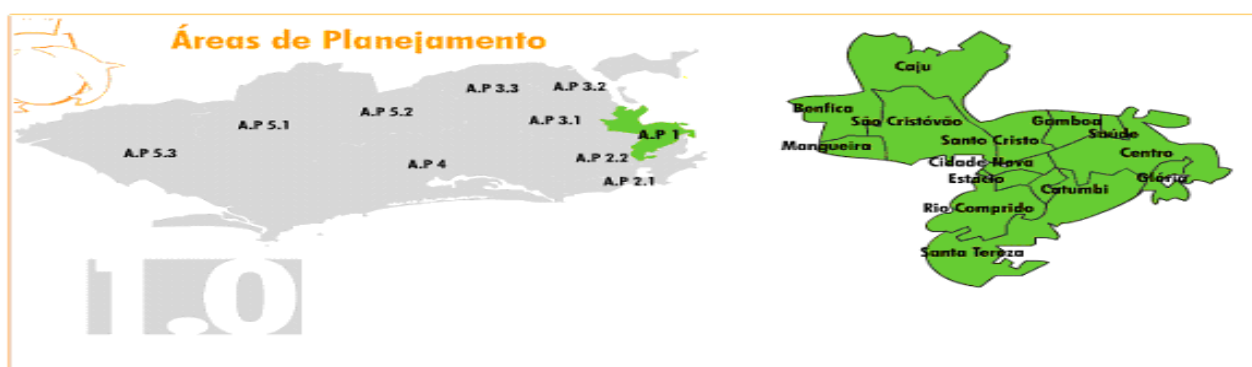 Áreas de Planejamento
A.P 3.3
A.P 3.2
A.P 5.2
A.P 5.1
A.P 3.1
A.P 1
A.P 5.3
A.P 4
A.P 2.2
A.P 2.1
1.0
Caju
Benfica
São Cristóvão
Gamboa
Saúde
Mangueira
Santo Cristo
Centro
Cidade Nova
Estácio
Glória
Catumbi
Rio Comprido
Santa Tereza